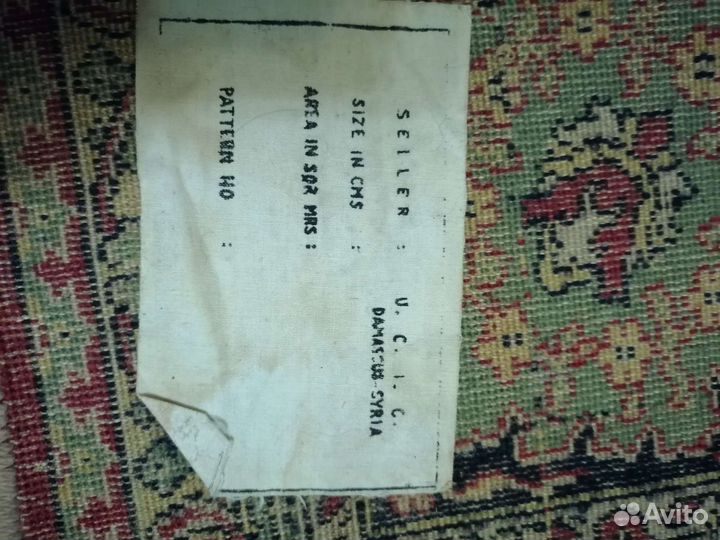 SELLER : U. C. I. C.
DAMASCUS-SYRIA
SIZE IN CMS :
AREA IN SQR MRS :
PATTERN NO :
Avito